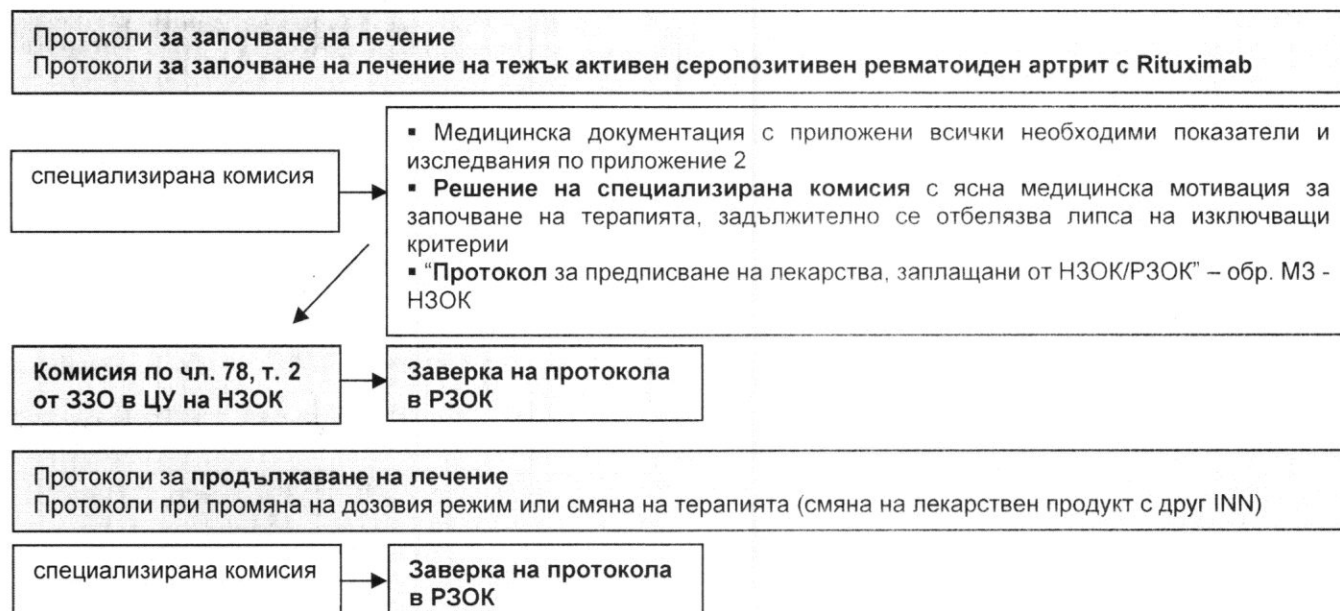 Протоколи за започване на лечение
Протоколи за започване на лечение на тежък активен серопозитивен ревматоиден артрит с Rituximab
специализирана комисия
▪ Медицинска документация с приложени всички необходими показатели и
изследвания по приложение 2
▪ Решение на специализирана комисия с ясна медицинска мотивация за
започване на терапията, задължително се отбелязва липса на изключващи
критерии
▪ “Протокол за предписване на лекарства, заплащани от НЗОК/РЗОК” – обр. МЗ -
НЗОК
Комисия по чл. 78, т. 2
от ЗЗО в ЦУ на НЗОК
Заверка на протокола
в РЗОК
Протоколи за продължаване на лечение
Протоколи при промяна на дозовия режим или смяна на терапията (смяна на лекарствен продукт с друг INN)
специализирана комисия
Заверка на протокола
в РЗОК